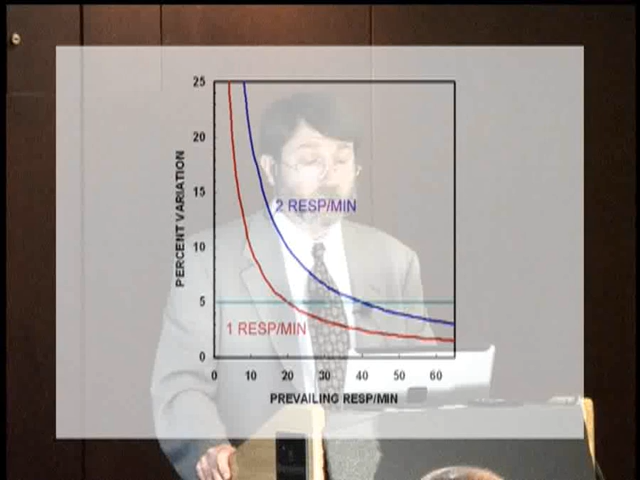 25
20
15
10
5
0
PERCENT VARIATION
2 RESP/MIN
1 RESP/MIN
0 10 20 30 40 50 60
PREVAILING RESP/MIN